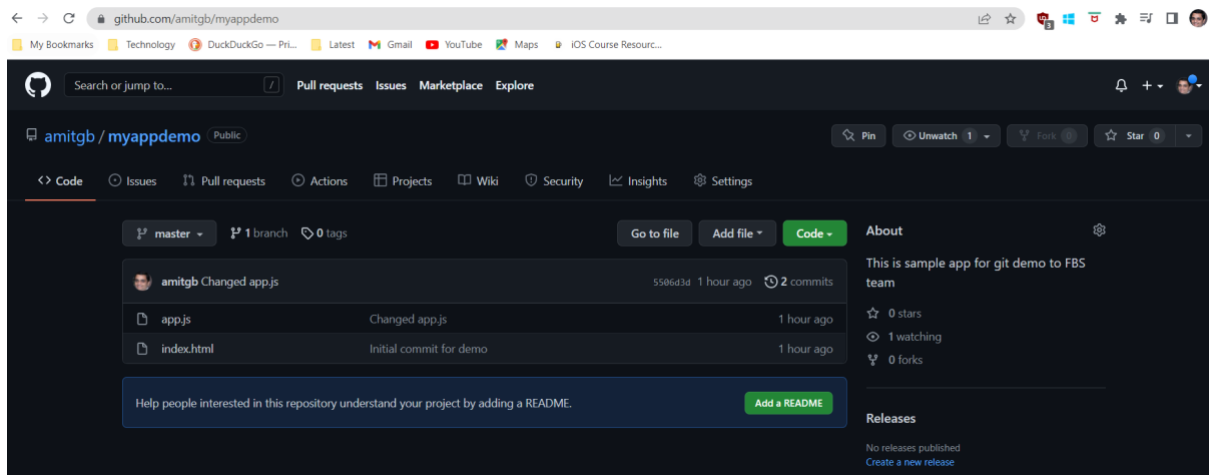 github.com/amitgb/myappdemo
3
My Bookmarks Technology DuckDuckGo — Pri... Latest Gmail YouTube Maps iOS Course Resourc...
Search or jump to... / Pull requests Issues Marketplace Explore
amitgb / myappdemo Public Pin Unwatch 1 Fork 0 Star 0
Code Issues Pull requests Actions Projects Wiki Security Insights Settings
master 1 branch 0 tags Go to file Add file Code
amitgb Changed app.js 5506d3d 1 hour ago 2 commits
app.js Changed app.js 1 hour ago
index.html Initial commit for demo 1 hour ago
Help people interested in this repository understand your project by adding a README. Add a README
About
This is sample app for git demo to FBS
team
0 stars
1 watching
0 forks
Releases
No releases published
Create a new release